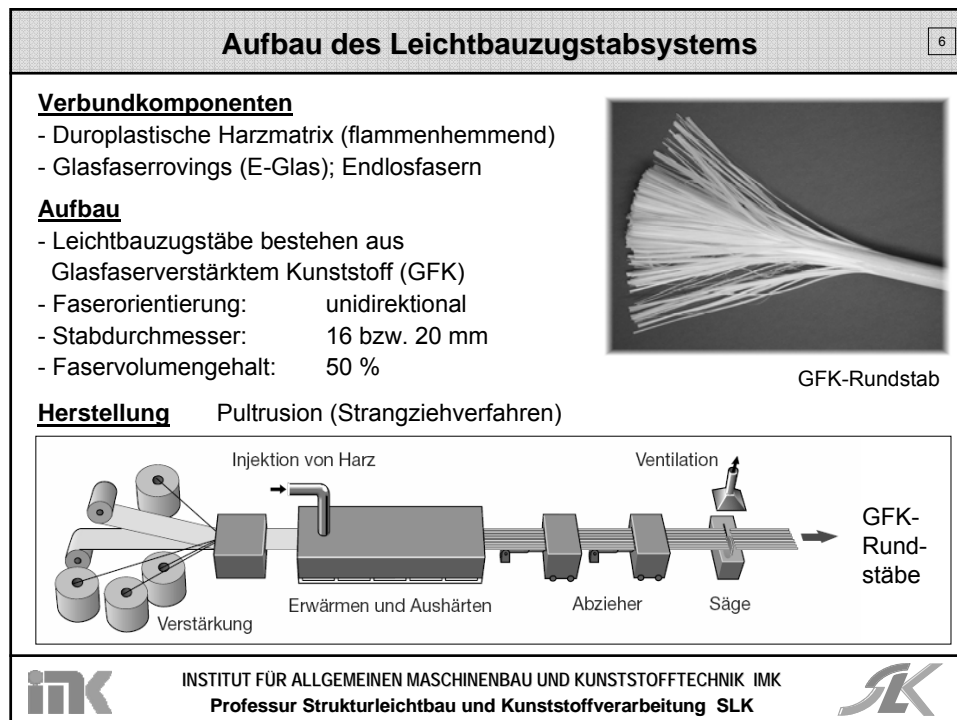 Aufbau des Leichtbauzugstabsystems
6
Verbundkomponenten
- Duroplastische Harzmatrix (flammenhemmend)
- Glasfaserrovings (E-Glas); Endlosfasern
Aufbau
- Leichtbauzugstäbe bestehen aus
Glasfaserverstärktem Kunststoff (GFK)
- Faserorientierung: unidirektional
- Stabdurchmesser: 16 bzw. 20 mm
- Faservolumengehalt: 50 %
GFK-Rundstab
Herstellung Pultrusion (Strangziehverfahren)
Injektion von Harz
Ventilation
GFK-
Rund-
stäbe
Erwärmen und Aushärten
Abzieher
Säge
Verstärkung
imK
INSTITUT FÜR ALLGEMEINEN MASCHINENBAU UND KUNSTSTOFFTECHNIK IMK
Professur Strukturleichtbau und Kunststoffverarbeitung SLK
SLK